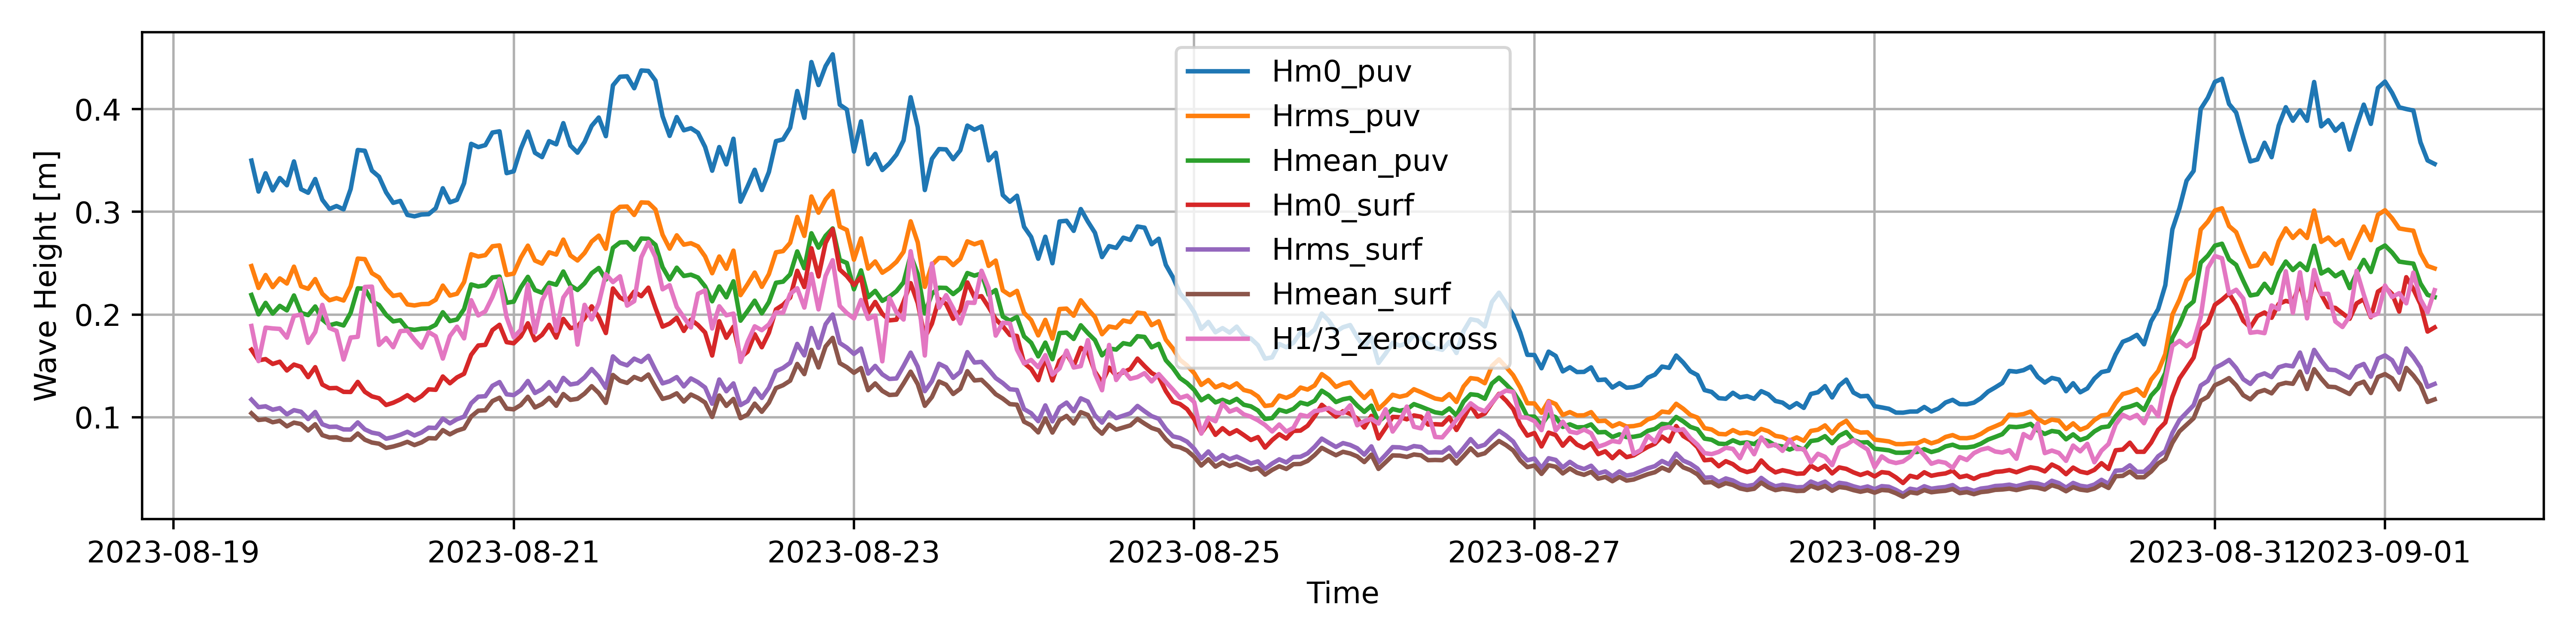 Wave Height [m]
0.4
0.3
0.2
0.1
Hm0_puv
Hrms_puv
Hmean_puv
Hm0_surf
Hrms_surf
Hmean_surf
H1/3_zerocross
2023-08-19 2023-08-21 2023-08-23 2023-08-25 2023-08-27 2023-08-29 2023-08-31 2023-09-01
Time